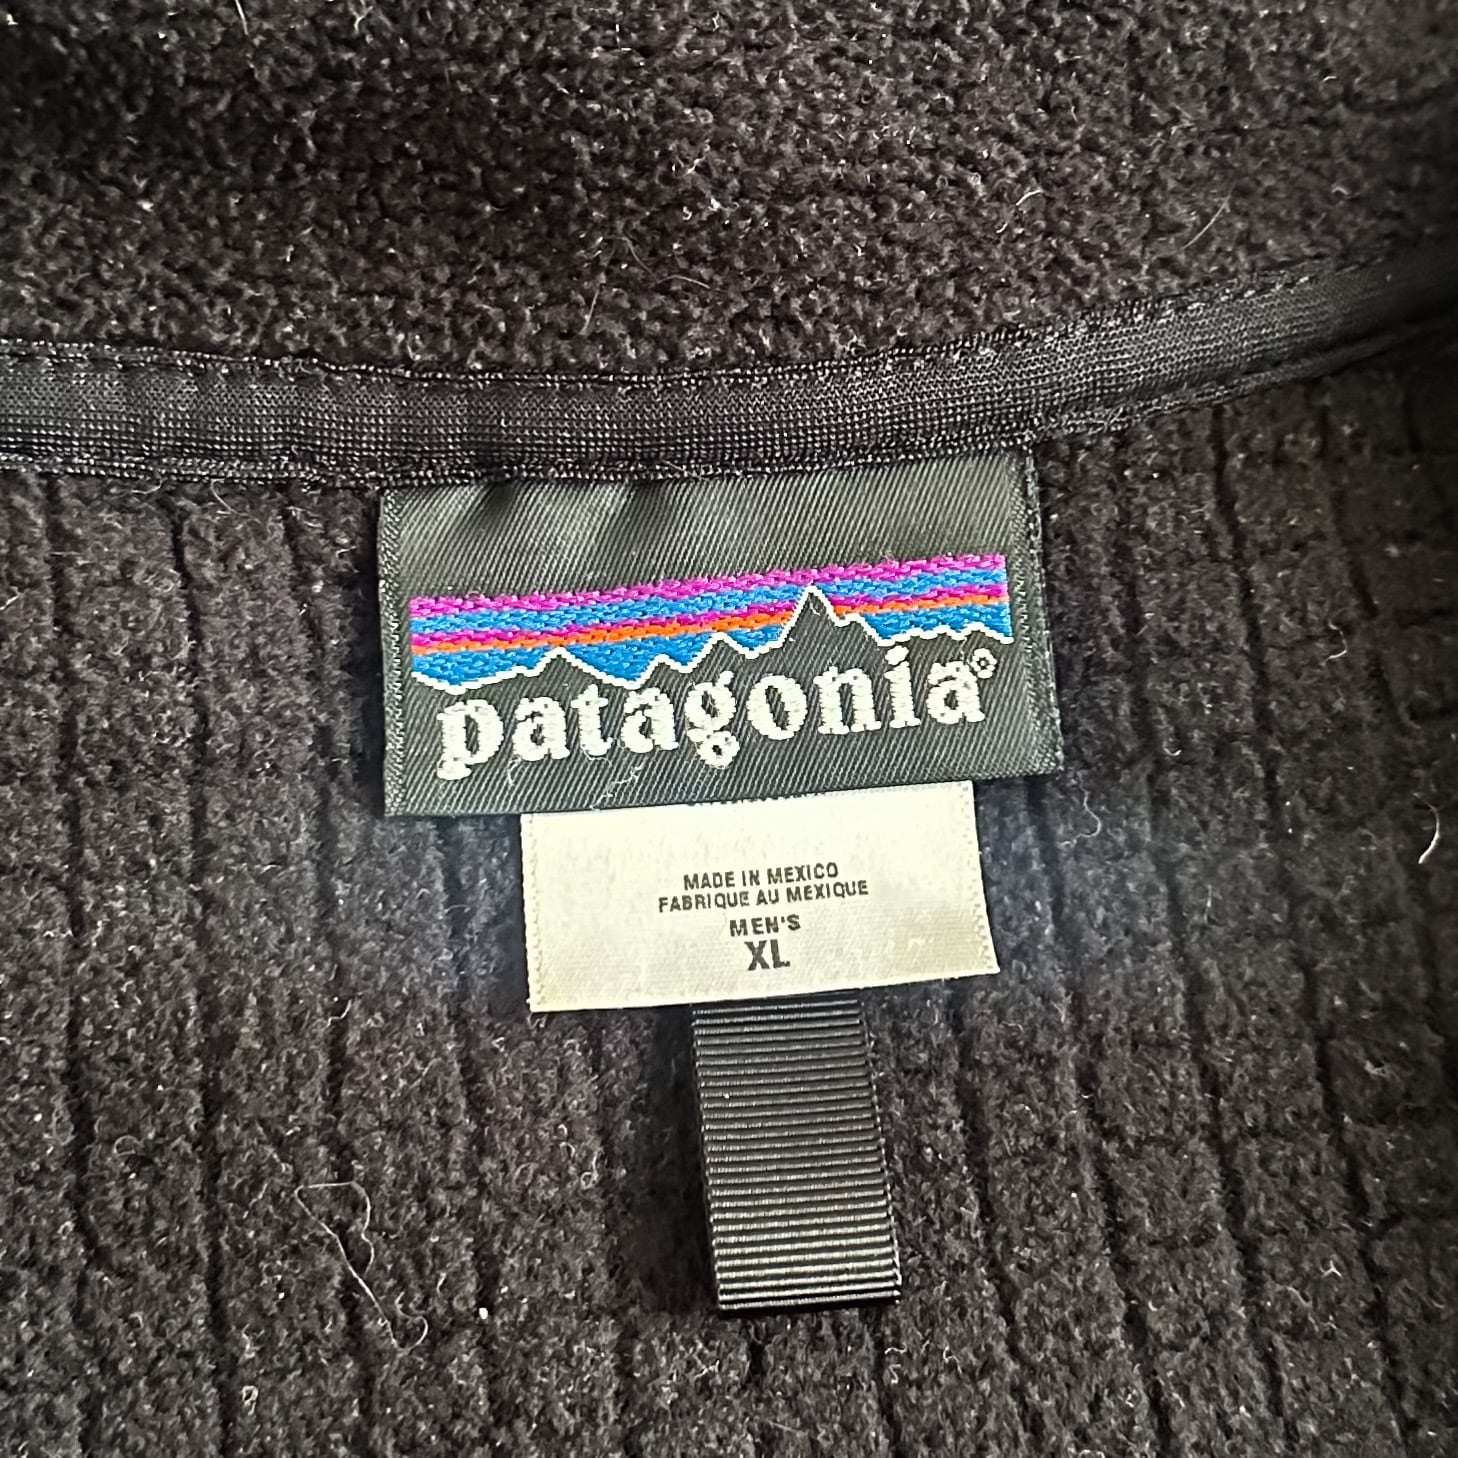 patagonia®
MADE IN MEXICO
FABRIQUE AU MEXIQUE
MEN'S
XL